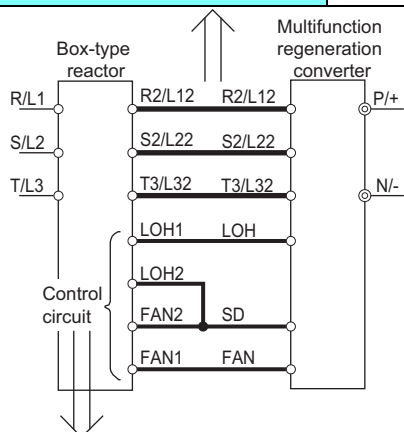 Multifunction
regeneration
converter
Box-type
reactor
R/L1 R2/L12 R2/L12 P/+
S/L2 S2/L22 S2/L22
T/L3 T3/L32 T3/L32 N/-
LOH1 LOH
LOH2
Control
circuit
FAN2 SD
FAN1 FAN